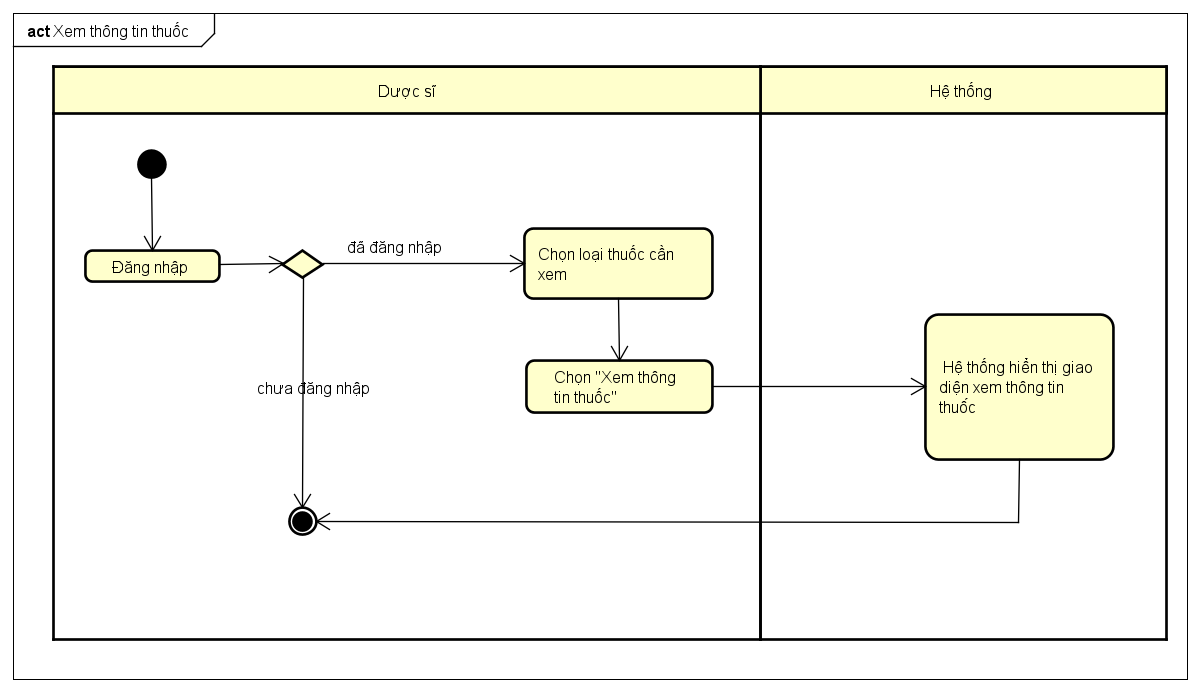 act Xem thông tin thuốc
Dược sĩ
Hệ thống
Đăng nhập
đã đăng nhập
Chọn loại thuốc cần
xem
chưa đăng nhập
Chọn "Xem thông
tin thuốc"
Hệ thống hiển thị giao
diện xem thông tin
thuốc